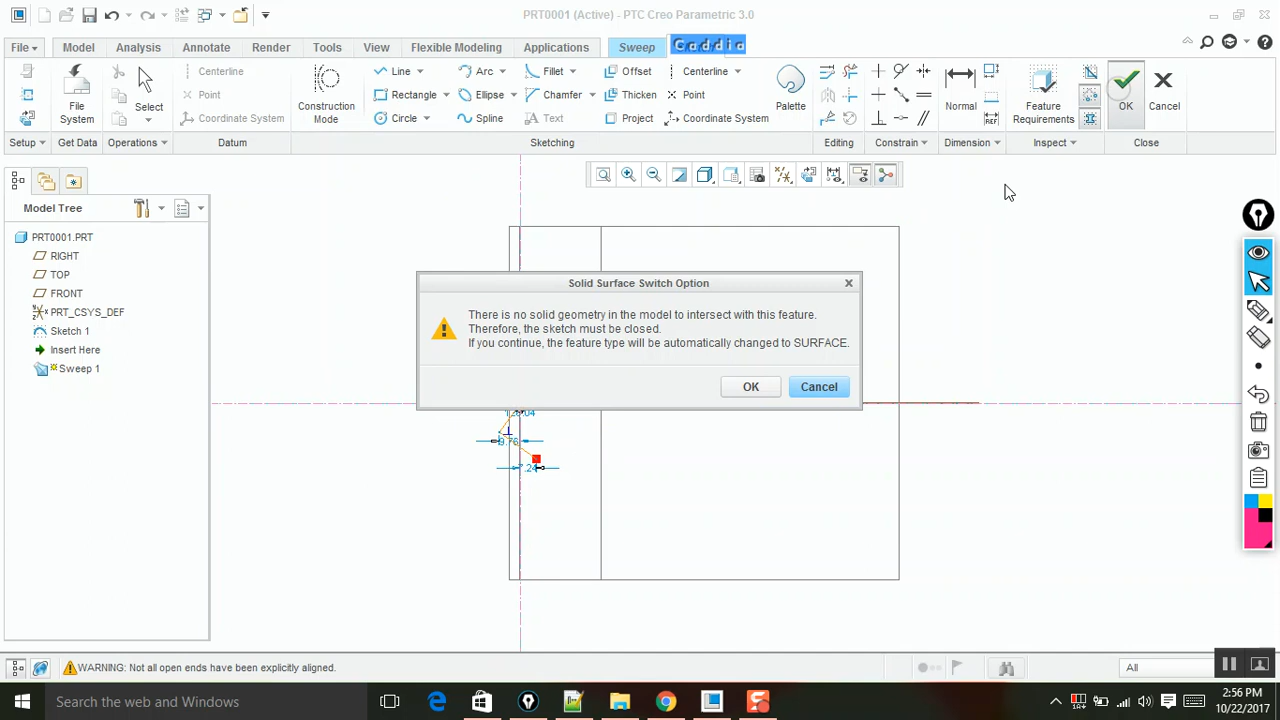 PRT0001 (Active) - PTC Creo Parametric 3.0
File Model Analysis Annotate Render Tools View Flexible Modeling Applications Sweep Caddia
Centerline Line Arc Fillet Offset Centerline
Point Rectangle Ellipse Chamfer Thicken Point
Coordinate System Circle Spline Text Project Coordinate System
File System Select Construction Mode Palette Normal Feature Requirements OK Cancel
Setup Get Data Operations Datum Sketching Editing Constrain Dimension Inspect Close
Model Tree
PRT0001.PRT
RIGHT
TOP
FRONT
PRT_CSYS_DEF
Sketch 1
Insert Here
Sweep 1
Solid Surface Switch Option
There is no solid geometry in the model to intersect with this feature.
Therefore, the sketch must be closed.
If you continue, the feature type will be automatically changed to SURFACE.
OK Cancel
9.76
7.24
WARNING: Not all open ends have been explicitly aligned.
All
Search the web and Windows
2:56 PM
10/22/2017